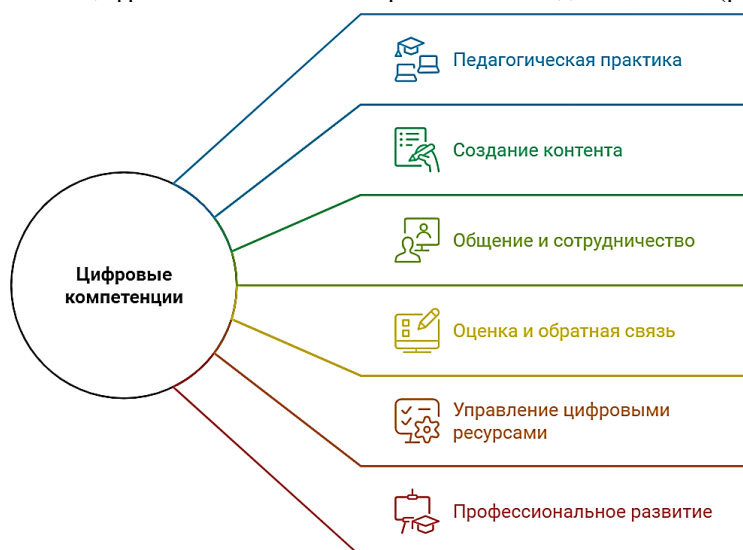 Педагогическая практика
Создание контента
Общение и сотрудничество
Цифровые
компетенции
Оценка и обратная связь
Управление цифровыми
ресурсами
Профессиональное развитие